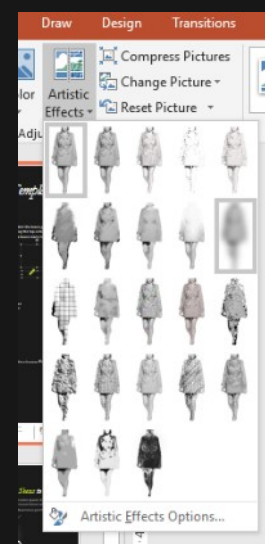 Draw Design Transitions
Compress Pictures
Artistic
Effects
Change Picture
Reset Picture
Artistic Effects Options...